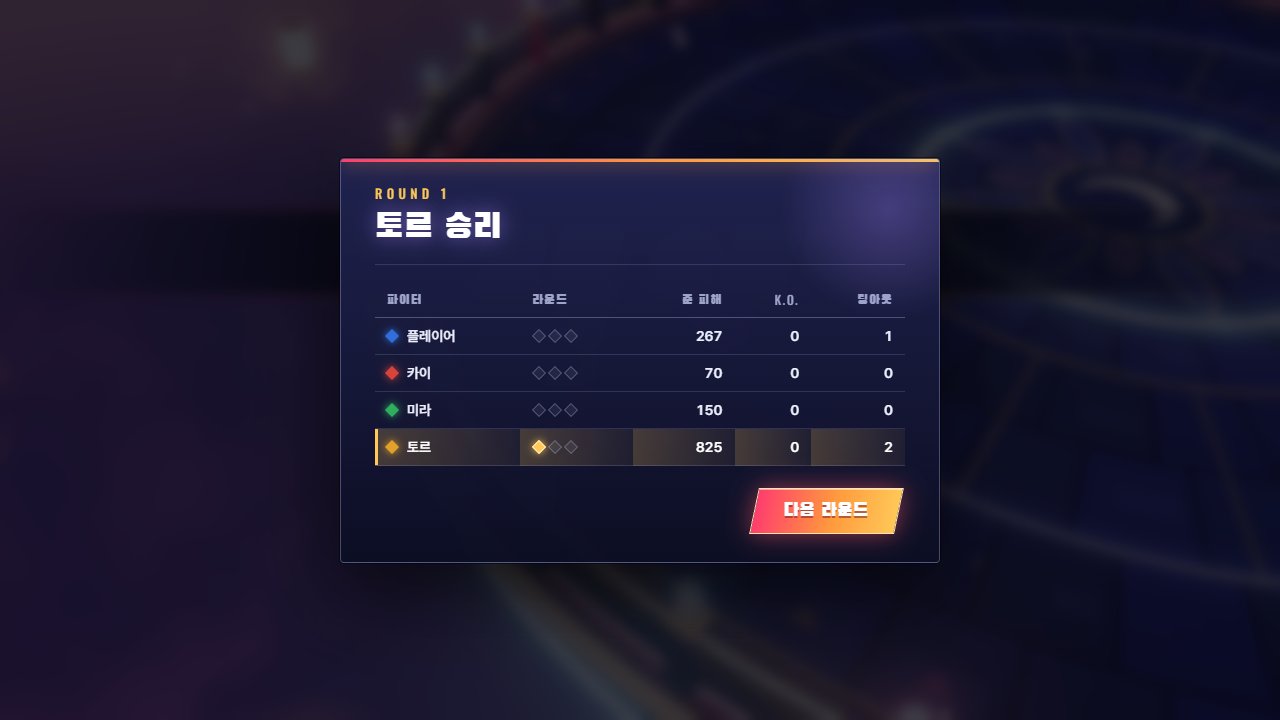 ROUND 1
토르 승리
파이터 라운드 준 피해 K.O. 링아웃
플레이어 267 0 1
카이 70 0 0
미라 150 0 0
토르 825 0 2
다음 라운드